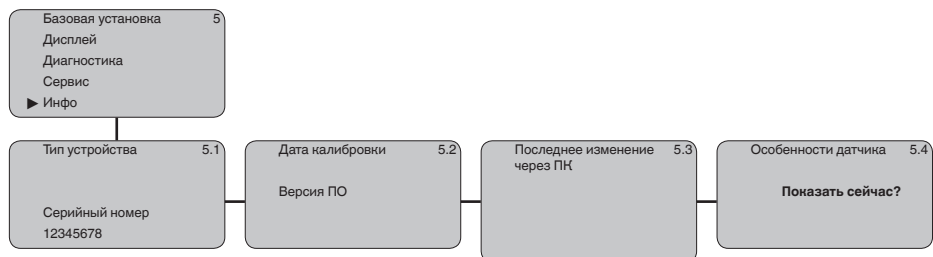 Базовая установка 5
Дисплей
Диагностика
Сервис
▶ Инфо
Тип устройства 5.1
Серийный номер
12345678
Дата калибровки 5.2
Версия ПО
Последнее изменение 5.3
через ПК
Особенности датчика 5.4
Показать сейчас?